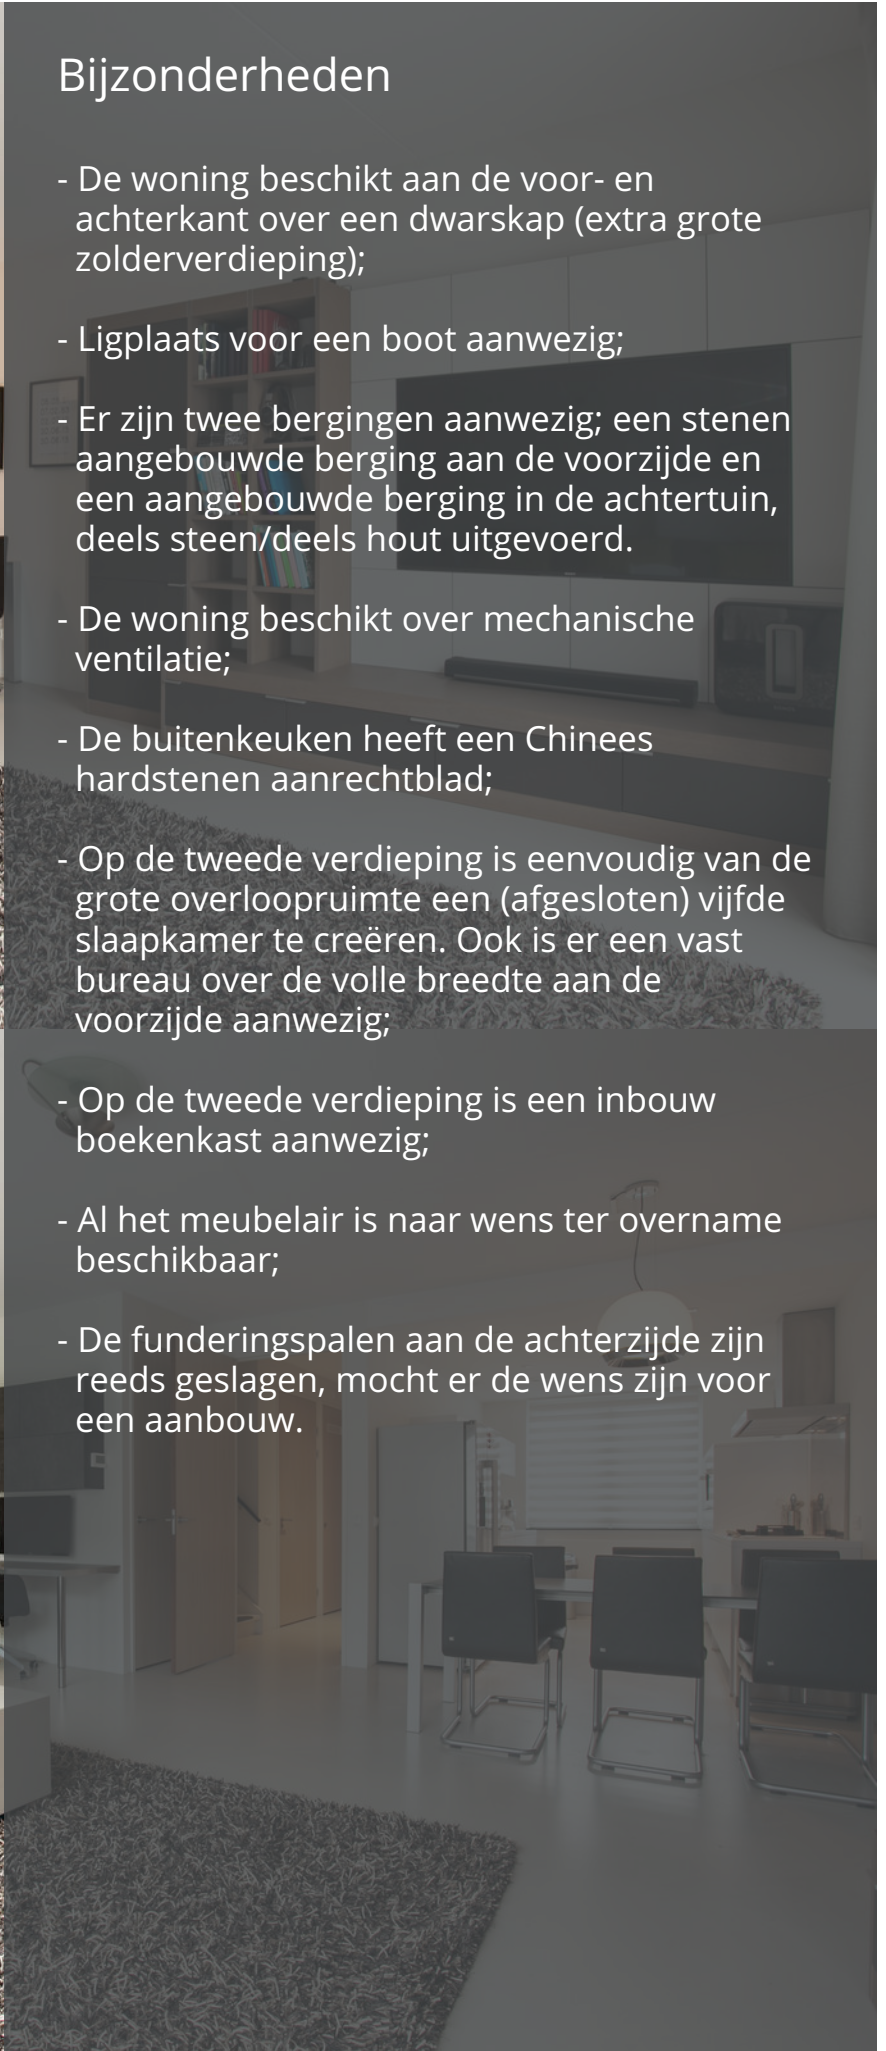 Bijzonderheden
- De woning beschikt aan de voor- en
achterkant over een dwarskap (extra grote
zolderverdieping);
- Ligplaats voor een boot aanwezig;
- Er zijn twee bergingen aanwezig; een stenen
aangebouwde berging aan de voorzijde en
een aangebouwde berging in de achtertuin,
deels steen/deels hout uitgevoerd.
- De woning beschikt over mechanische
ventilatie;
- De buitenkeuken heeft een Chinees
hardstenen aanrechtblad;
- Op de tweede verdieping is eenvoudig van de
grote overloopruimte een (afgesloten) vijfde
slaapkamer te creëren. Ook is er een vast
bureau over de volle breedte aan de
voorzijde aanwezig;
- Op de tweede verdieping is een inbouw
boekenkast aanwezig;
- Al het meubelair is naar wens ter overname
beschikbaar;
- De funderingspalen aan de achterzijde zijn
reeds geslagen, mocht er de wens zijn voor
een aanbouw.